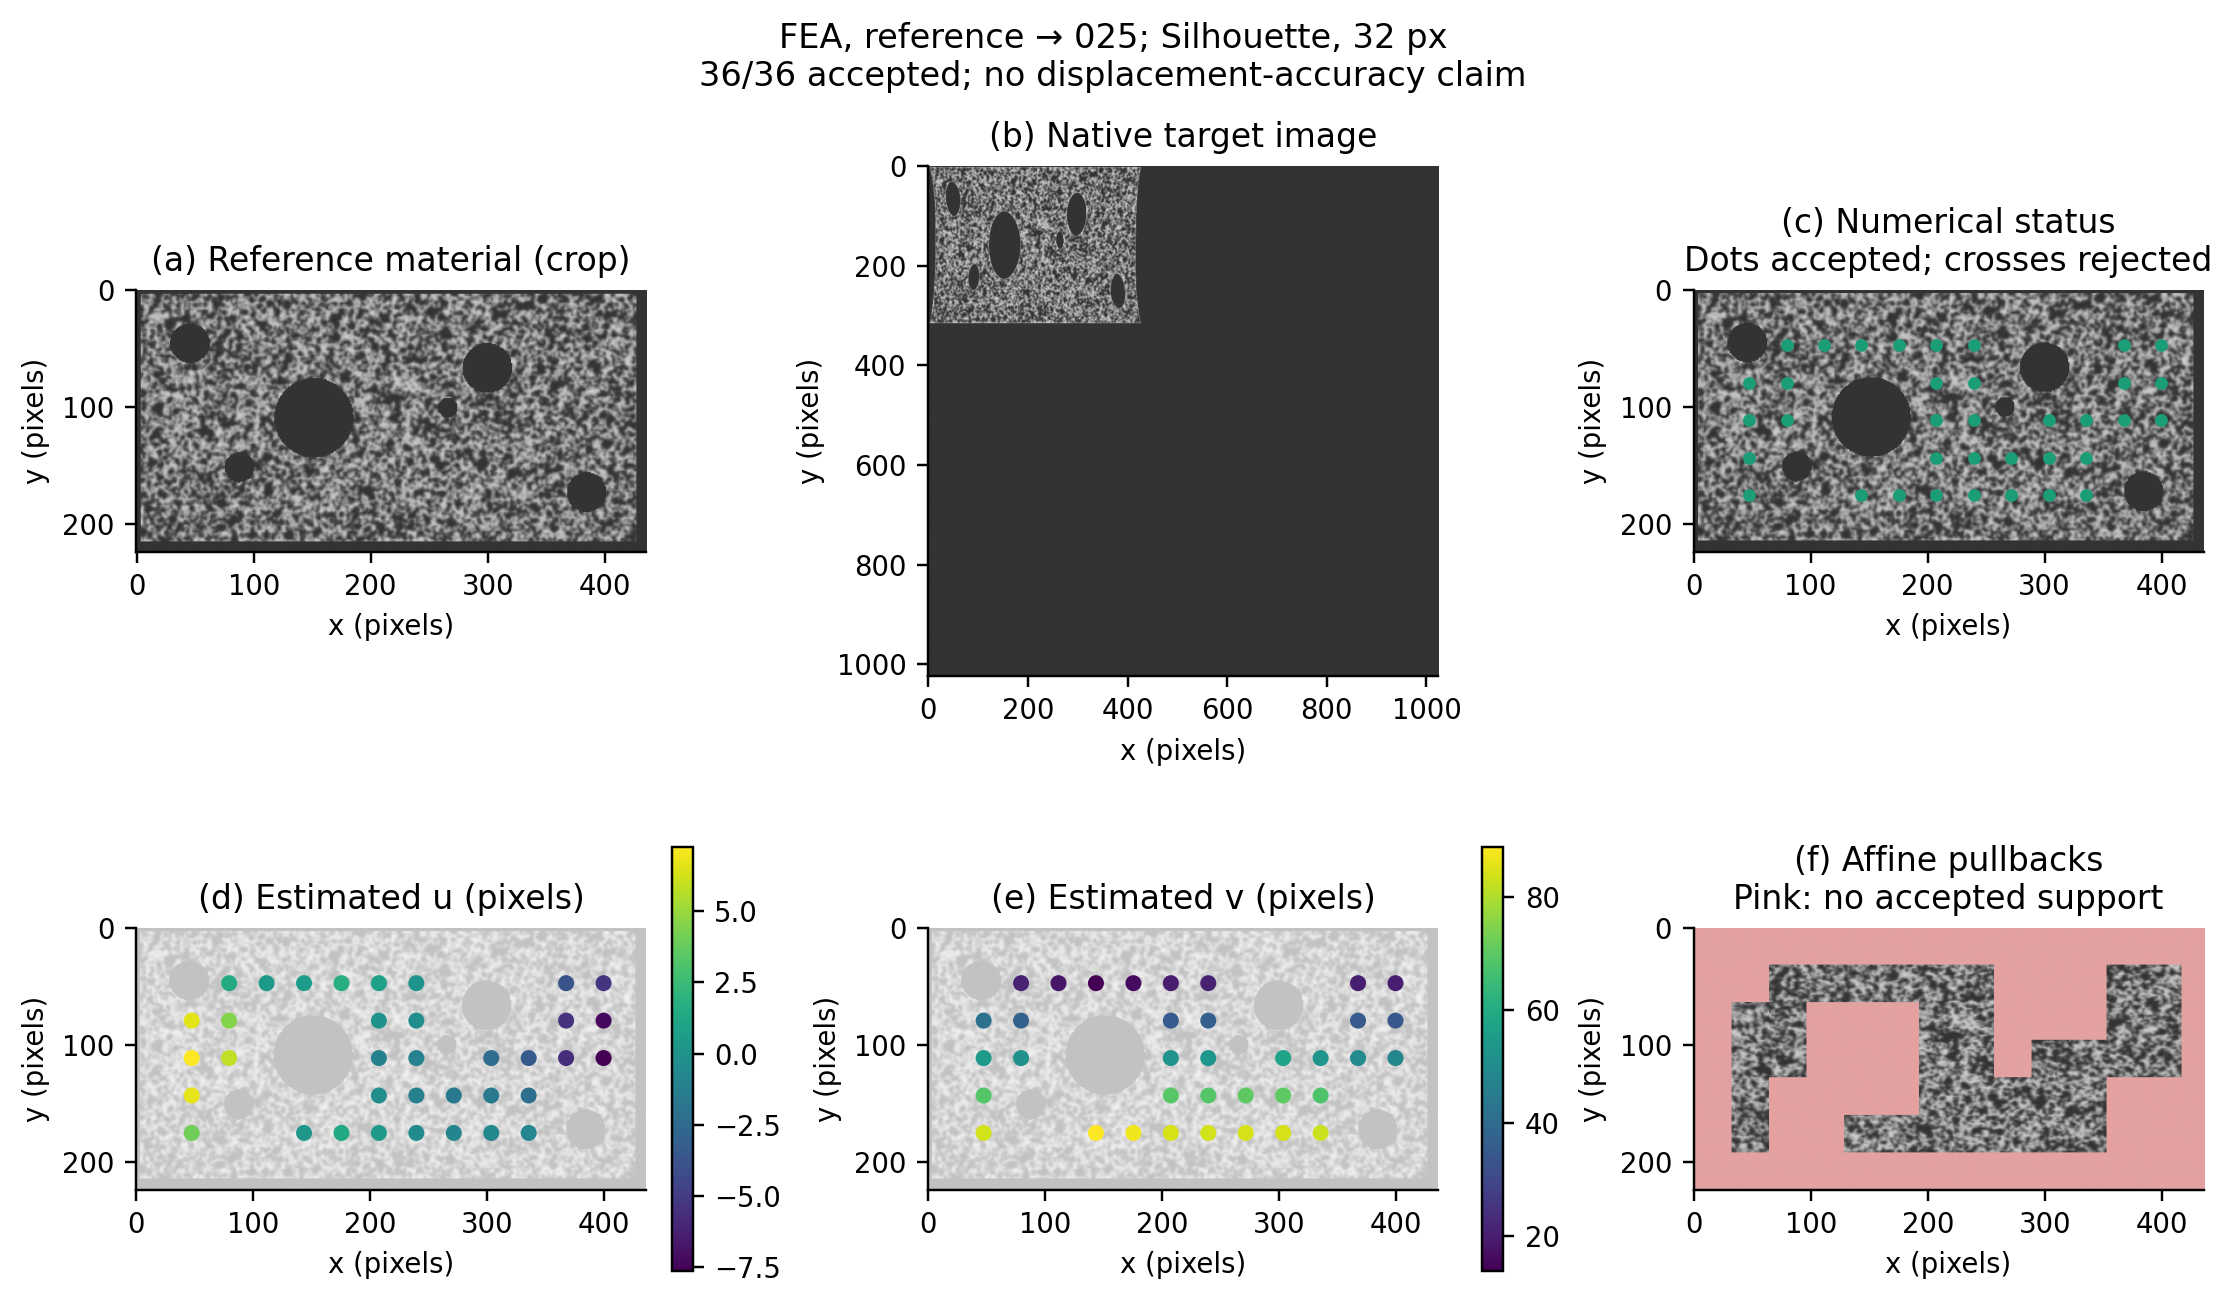 FEA, reference → 025; Silhouette, 32 px
36/36 accepted; no displacement-accuracy claim
(a) Reference material (crop)
0
100
200
y (pixels)
0 100 200 300 400
x (pixels)
(b) Native target image
0
200
400
600
800
1000
y (pixels)
0 200 400 600 800 1000
x (pixels)
(c) Numerical status
Dots accepted; crosses rejected
0
100
200
y (pixels)
0 100 200 300 400
x (pixels)
(d) Estimated u (pixels)
0
100
200
y (pixels)
0 100 200 300 400
x (pixels)
5.0
2.5
0.0
−2.5
−5.0
−7.5
(e) Estimated v (pixels)
0
100
200
y (pixels)
0 100 200 300 400
x (pixels)
80
60
40
20
(f) Affine pullbacks
Pink: no accepted support
0
100
200
y (pixels)
0 100 200 300 400
x (pixels)